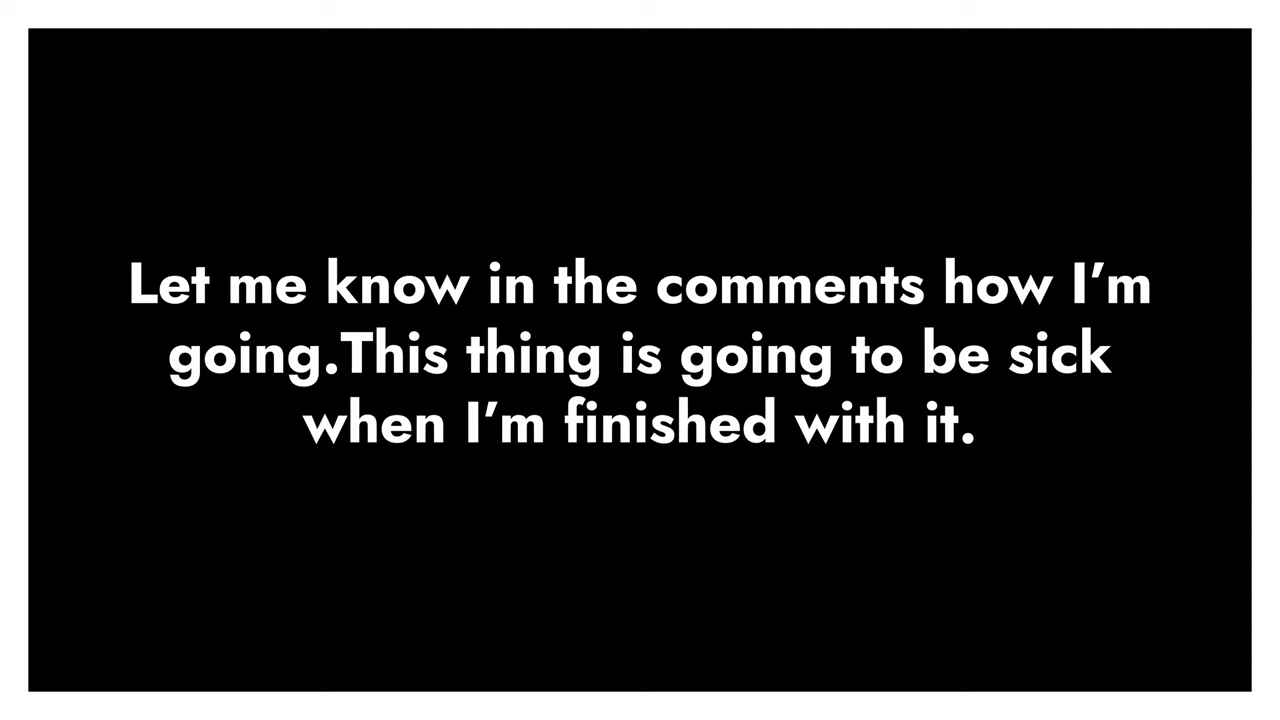 Let me know in the comments how I’m
going.This thing is going to be sick
when I’m finished with it.